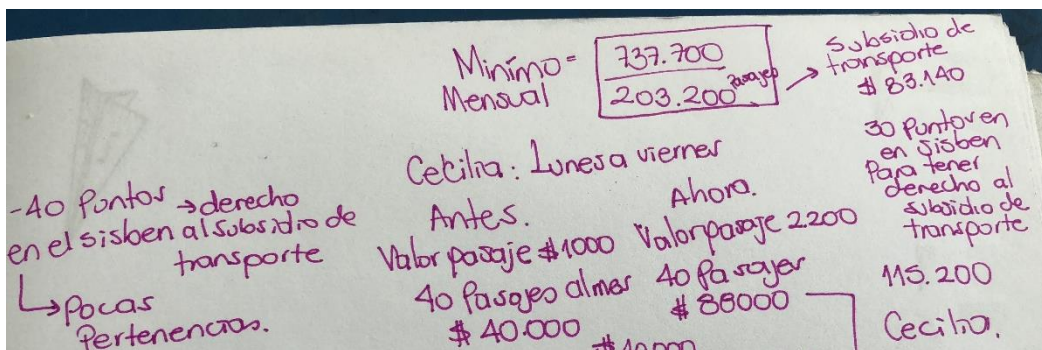 Mínimo = 737.700
Mensual 203.200 Pasajes
Subsidio de
transporte
$ 83.140
30 Puntos en
en Sisben
Para tener
derecho al
subsidio de
transporte
115.200
Cecilia.
Cecilia: Lunes a viernes
-40 Puntos → derecho
en el sisben al subsidio de
transporte
↳ Pocas
Pertenencias.
Antes.
Valor pasaje $1000
40 Pasajes al mes
$ 40.000
Ahora.
Valor pasaje 2.200
40 Pasajes
$ 88000